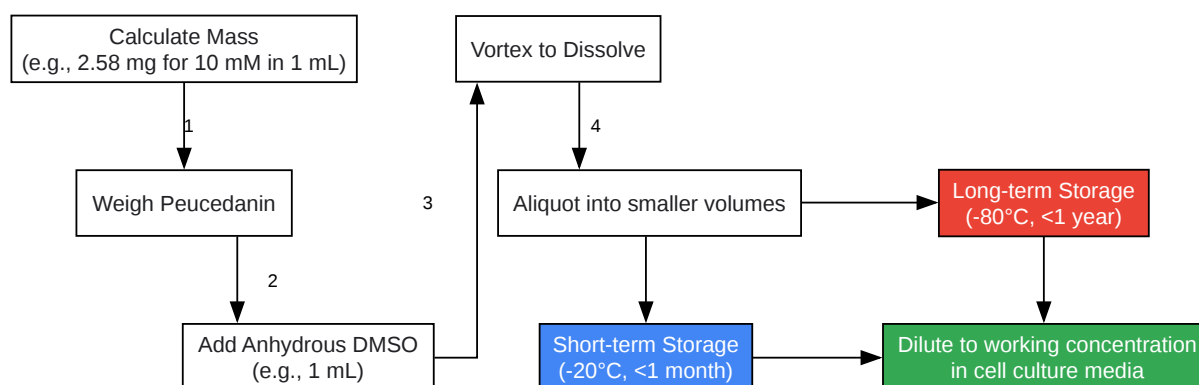 Calculate Mass
(e.g., 2.58 mg for 10 mM in 1 mL)
1
Weigh Peucedanin
2
Add Anhydrous DMSO
(e.g., 1 mL)
3
Vortex to Dissolve
4
Aliquot into smaller volumes
Short-term Storage
(-20°C, <1 month)
Long-term Storage
(-80°C, <1 year)
Dilute to working concentration
in cell culture media